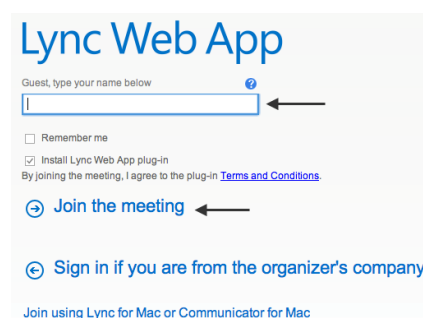 Lync Web App
Guest, type your name below ?
Remember me
Install Lync Web App plug-in
By joining the meeting, I agree to the plug-in Terms and Conditions.
Join the meeting
Sign in if you are from the organizer's company
Join using Lync for Mac or Communicator for Mac